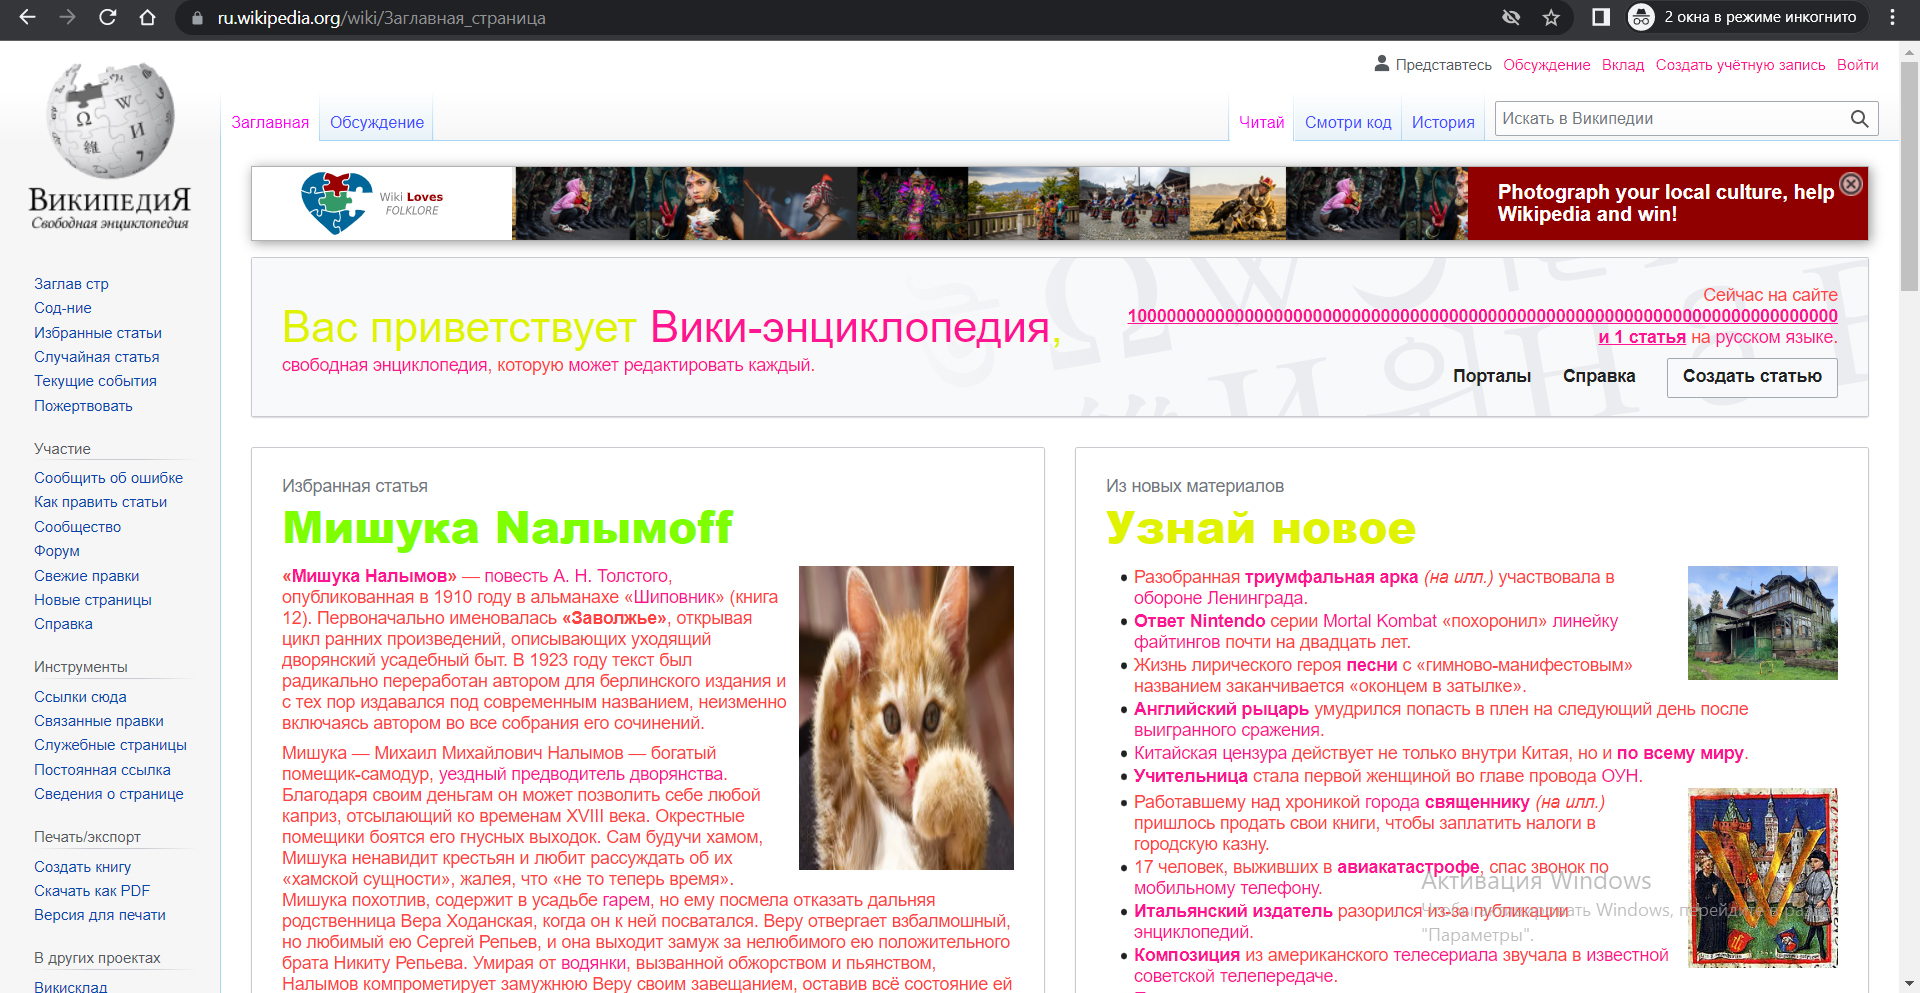 ru.wikipedia.org/wiki/Заглавная_страница
2 окна в режиме инкогнито
Представтесь Обсуждение Вклад Создать учётную запись Войти
ВикипедиЯ
Свободная энциклопедия
Заглавная Обсуждение
Читай Смотри код История
Искать в Википедии
Wiki Loves
FOLKLORE
Photograph your local culture, help
Wikipedia and win!
Вас приветствует Вики-энциклопедия,
свободная энциклопедия, которую может редактировать каждый.
Сейчас на сайте
и 1 статья на русском языке.
Порталы Справка Создать статью
Заглав стр
Сод-ние
Избранные статьи
Случайная статья
Текущие события
Пожертвовать
Участие
Сообщить об ошибке
Как править статьи
Сообщество
Форум
Свежие правки
Новые страницы
Справка
Инструменты
Ссылки сюда
Связанные правки
Служебные страницы
Постоянная ссылка
Сведения о странице
Печать/экспорт
Создать книгу
Скачать как PDF
Версия для печати
В других проектах
Викисклад
Избранная статья
Мишука Nалымоff
«Мишука Налымов» — повесть А. Н. Толстого,
опубликованная в 1910 году в альманахе «Шиповник» (книга
12). Первоначально именовалась «Заволжье», открывая
цикл ранних произведений, описывающих уходящий
дворянский усадебный быт. В 1923 году текст был
радикально переработан автором для берлинского издания и
с тех пор издавался под современным названием, неизменно
включаясь автором во все собрания его сочинений.
Мишука — Михаил Михайлович Налымов — богатый
помещик-самодур, уездный предводитель дворянства.
Благодаря своим деньгам он может позволить себе любой
каприз, отсылающий ко временам XVIII века. Окрестные
помещики боятся его гнусных выходок. Сам будучи хамом,
Мишука ненавидит крестьян и любит рассуждать об их
«хамской сущности», жалея, что «не то теперь время».
Мишука похотлив, содержит в усадьбе гарем, но ему посмела отказать дальняя
родственница Вера Ходанская, когда он к ней посватался. Веру отвергает взбалмошный,
но любимый ею Сергей Репьев, и она выходит замуж за нелюбимого ею положительного
брата Никиту Репьева. Умирая от водянки, вызванной обжорством и пьянством,
Налымов компрометирует замужнюю Веру своим завещанием, оставив всё состояние ей
Из новых материалов
Узнай новое
Разобранная триумфальная арка (на илл.) участвовала в
обороне Ленинграда.
Ответ Nintendo серии Mortal Kombat «похоронил» линейку
файтингов почти на двадцать лет.
Жизнь лирического героя песни с «гимново-манифестовым»
названием заканчивается «оконцем в затылке».
Английский рыцарь умудрился попасть в плен на следующий день после
выигранного сражения.
Китайская цензура действует не только внутри Китая, но и по всему миру.
Учительница стала первой женщиной во главе провода ОУН.
Работавшему над хроникой города священнику (на илл.)
пришлось продать свои книги, чтобы заплатить налоги в
городскую казну.
17 человек, выживших в авиакатастрофе, спас звонок по
мобильному телефону.
Итальянский издатель разорился из-за публикации
энциклопедий.
Композиция из американского телесериала звучала в известной
советской телепередаче.
Активация Windows
Чтобы активировать Windows, перейдите в раздел
"Параметры".